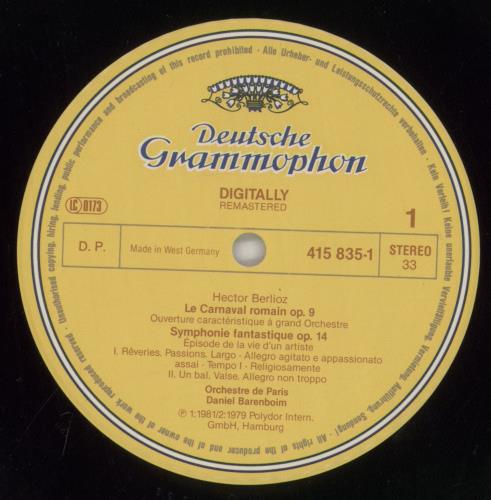 Unauthorised copying, hiring, lending, public performance and broadcasting of this record prohibited · Alle Urheber- und Leistungsschutzrechte vorbehalten · Kein Verleih! Keine unerlaubte Vervielfältigung, Vermietung, Aufführung, Sendung! · All rights of the producer and of the owner of the work reproduced reserved ·
Deutsche
Grammophon
DIGITALLY
REMASTERED
LC 0173
1
D. P.
Made in West Germany
415 835-1
STEREO
33
Hector Berlioz
Le Carnaval romain op. 9
Ouverture caractéristique à grand Orchestre
Symphonie fantastique op. 14
Épisode de la vie d'un artiste
I. Rêveries. Passions. Largo - Allegro agitato e appassionato
assai - Tempo I - Religiosamente
II. Un bal. Valse. Allegro non troppo
Orchestre de Paris
Daniel Barenboim
℗ 1:1981/2:1979 Polydor Intern.
GmbH, Hamburg